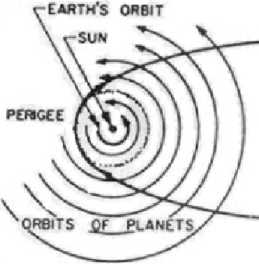 EARTH'S ORBIT
SUN
PERIGEE
ORBITS OF PLANETS